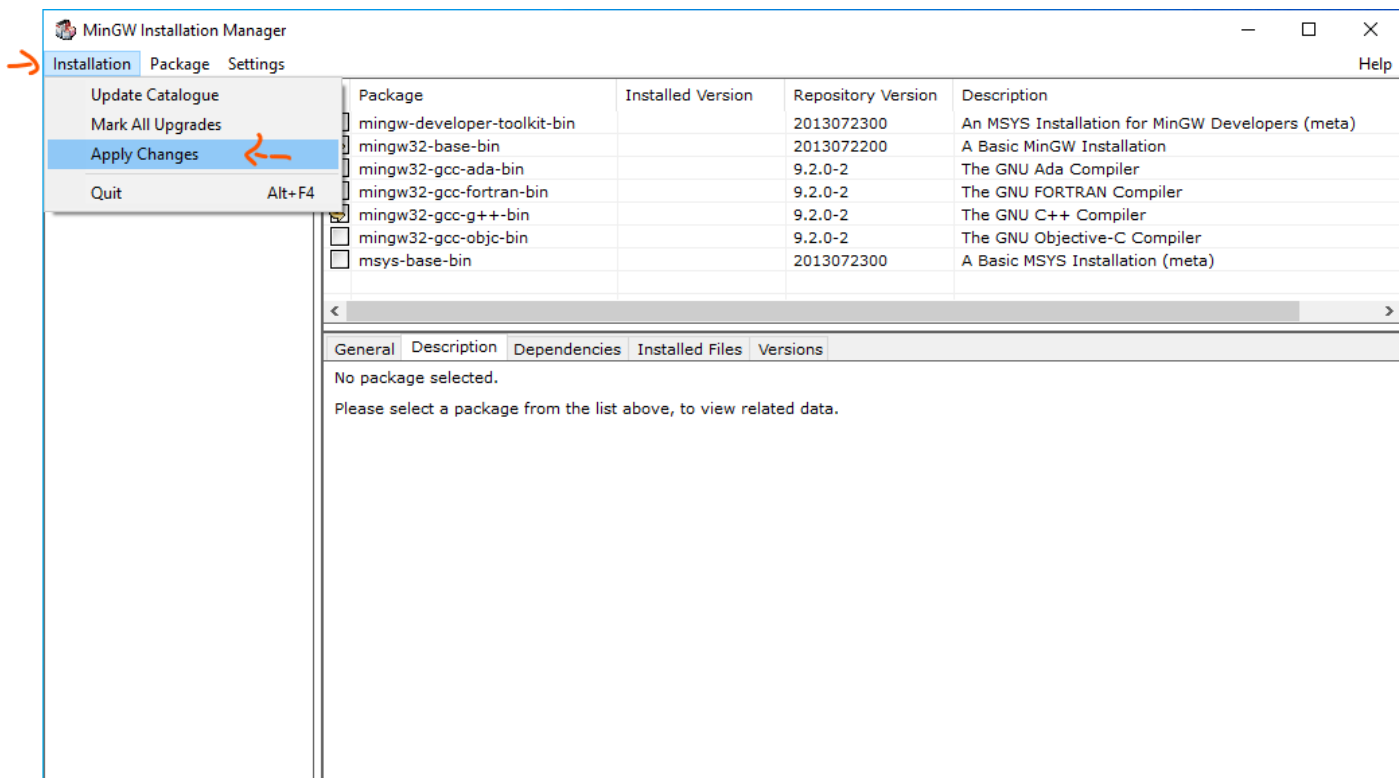 MinGW Installation Manager
Installation Package Settings Help
Update Catalogue
Mark All Upgrades
Apply Changes
Quit Alt+F4
Package Installed Version Repository Version Description
mingw-developer-toolkit-bin 2013072300 An MSYS Installation for MinGW Developers (meta)
mingw32-base-bin 2013072200 A Basic MinGW Installation
mingw32-gcc-ada-bin 9.2.0-2 The GNU Ada Compiler
mingw32-gcc-fortran-bin 9.2.0-2 The GNU FORTRAN Compiler
mingw32-gcc-g++-bin 9.2.0-2 The GNU C++ Compiler
mingw32-gcc-objc-bin 9.2.0-2 The GNU Objective-C Compiler
msys-base-bin 2013072300 A Basic MSYS Installation (meta)
General Description Dependencies Installed Files Versions
No package selected.
Please select a package from the list above, to view related data.